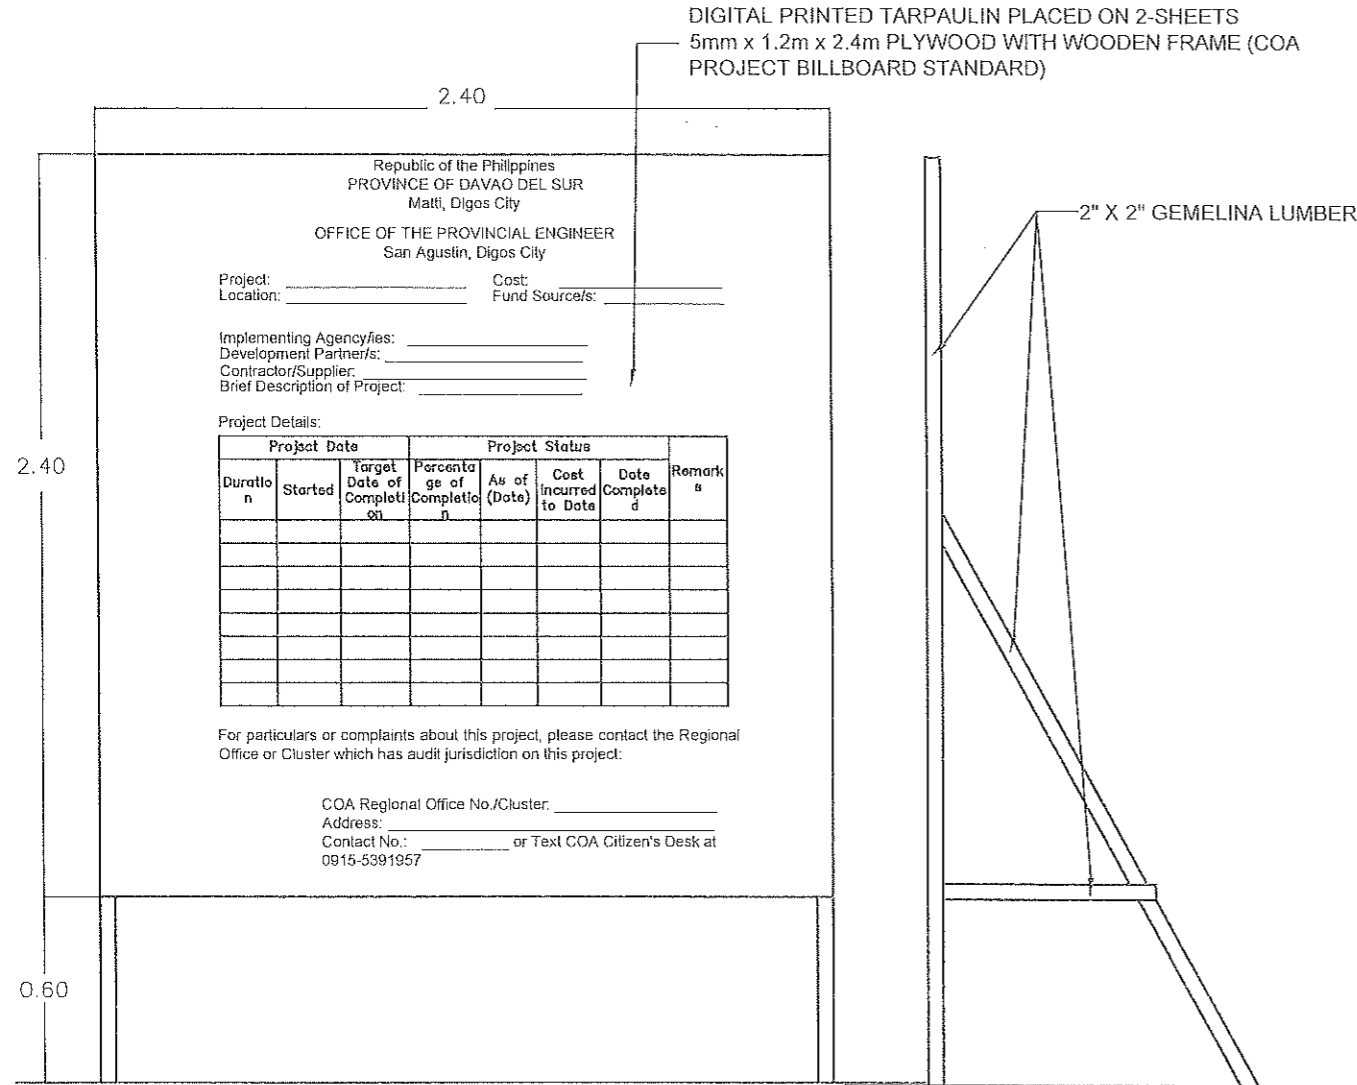 DIGITAL PRINTED TARPAULIN PLACED ON 2-SHEETS
5mm x 1.2m x 2.4m PLYWOOD WITH WOODEN FRAME (COA
PROJECT BILLBOARD STANDARD)
2.40
Republic of the Philippines
PROVINCE OF DAVAO DEL SUR
Matti, Digos City
OFFICE OF THE PROVINCIAL ENGINEER
San Agustin, Digos City
2" X 2" GEMELINA LUMBER
Project: Cost:
Location: Fund Source/s:
Implementing Agency/ies:
Development Partner/s:
Contractor/Supplier:
Brief Description of Project:
Project Details:
Project Date Project Status
Remark
s
Duratio
n
Started
Target
Date of
Completi
on
Percenta
ge of
Completio
n
As of
(Date)
Cost
Incurred
to Date
Date
Complete
d
2.40
For particulars or complaints about this project, please contact the Regional
Office or Cluster which has audit jurisdiction on this project:
COA Regional Office No./Cluster:
Address:
Contact No.: or Text COA Citizen's Desk at
0915-5391957
0.60